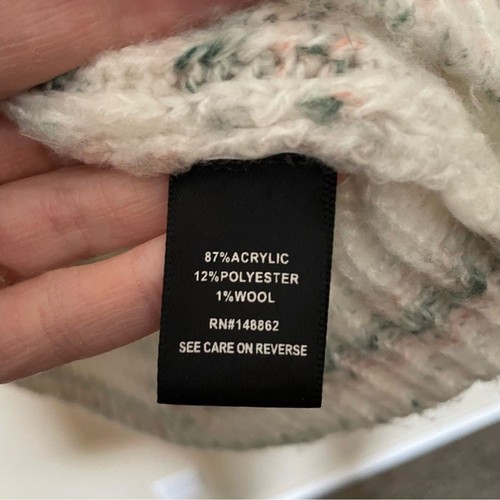 87%ACRYLIC
12%POLYESTER
1%WOOL
RN#148862
SEE CARE ON REVERSE